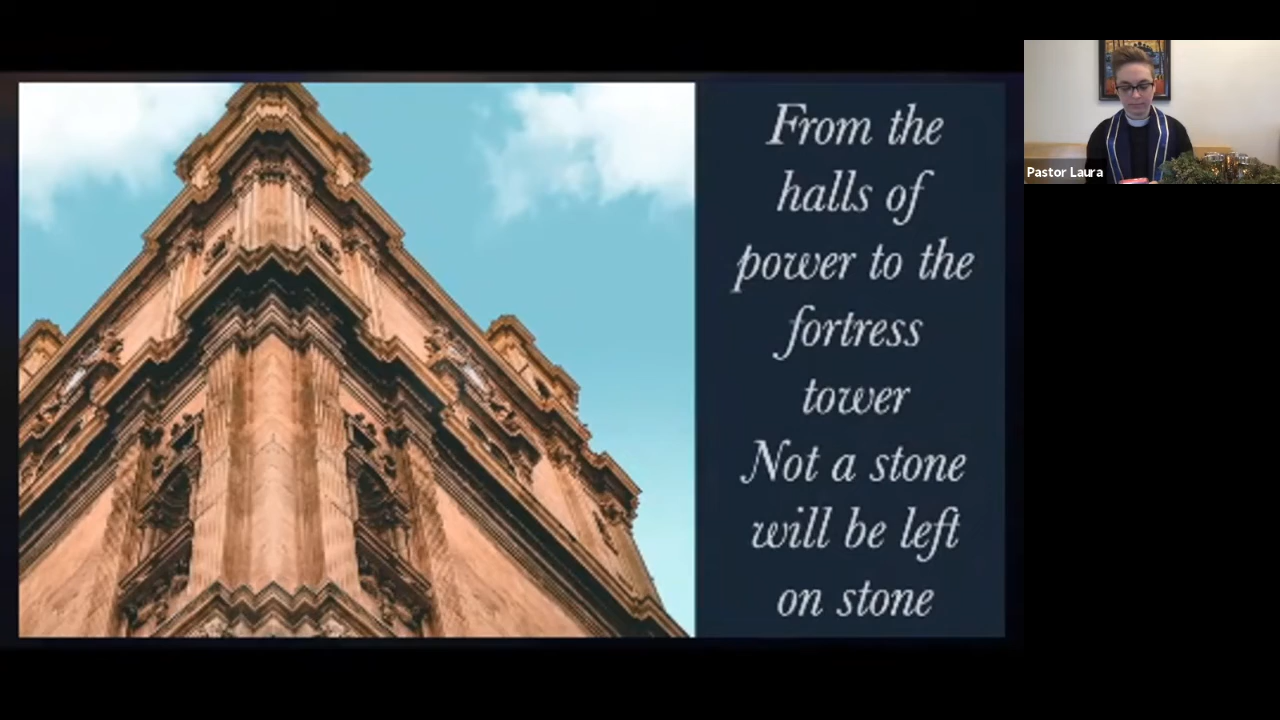 From the
halls of
power to the
fortress
tower
Not a stone
will be left
on stone
Pastor Laura